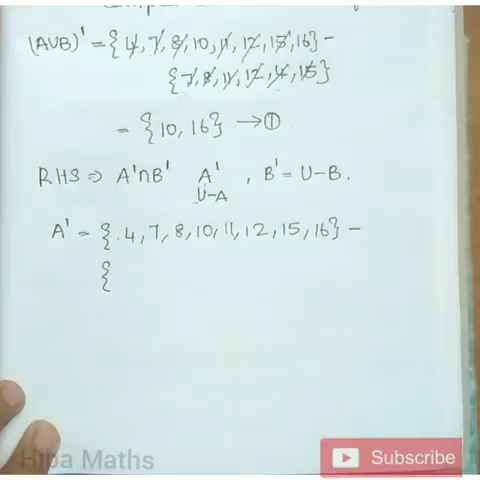 (AUB)' = {4, 7, 8, 10, 11, 12, 15, 16} -
{7, 8, 11, 12, 4, 15}
= {10, 16} → ①
RHS ⇒ A'∩B' A' , B' = U - B.
U-A
A' = {4, 7, 8, 10, 11, 12, 15, 16} -
{
Hiba Maths
Subscribe